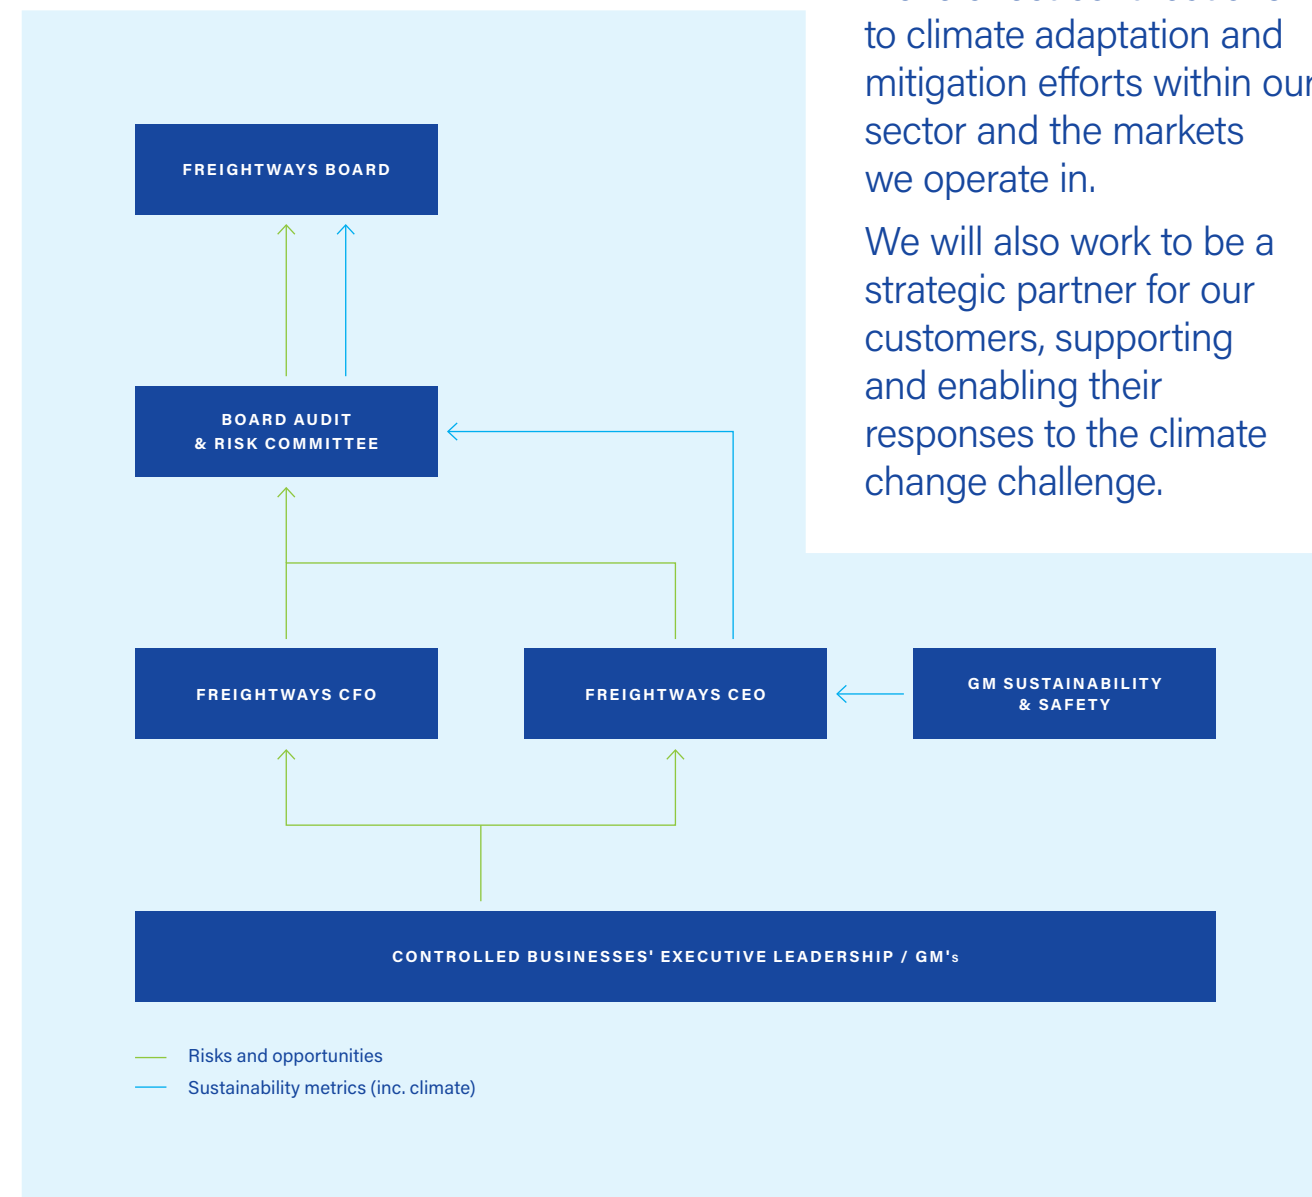 to climate adaptation and
mitigation efforts within our
sector and the markets
we operate in.
We will also work to be a
strategic partner for our
customers, supporting
and enabling their
responses to the climate
change challenge.
FREIGHTWAYS BOARD
BOARD AUDIT
& RISK COMMITTEE
FREIGHTWAYS CFO
FREIGHTWAYS CEO
GM SUSTAINABILITY
& SAFETY
CONTROLLED BUSINESSES' EXECUTIVE LEADERSHIP / GM's
Risks and opportunities
Sustainability metrics (inc. climate)